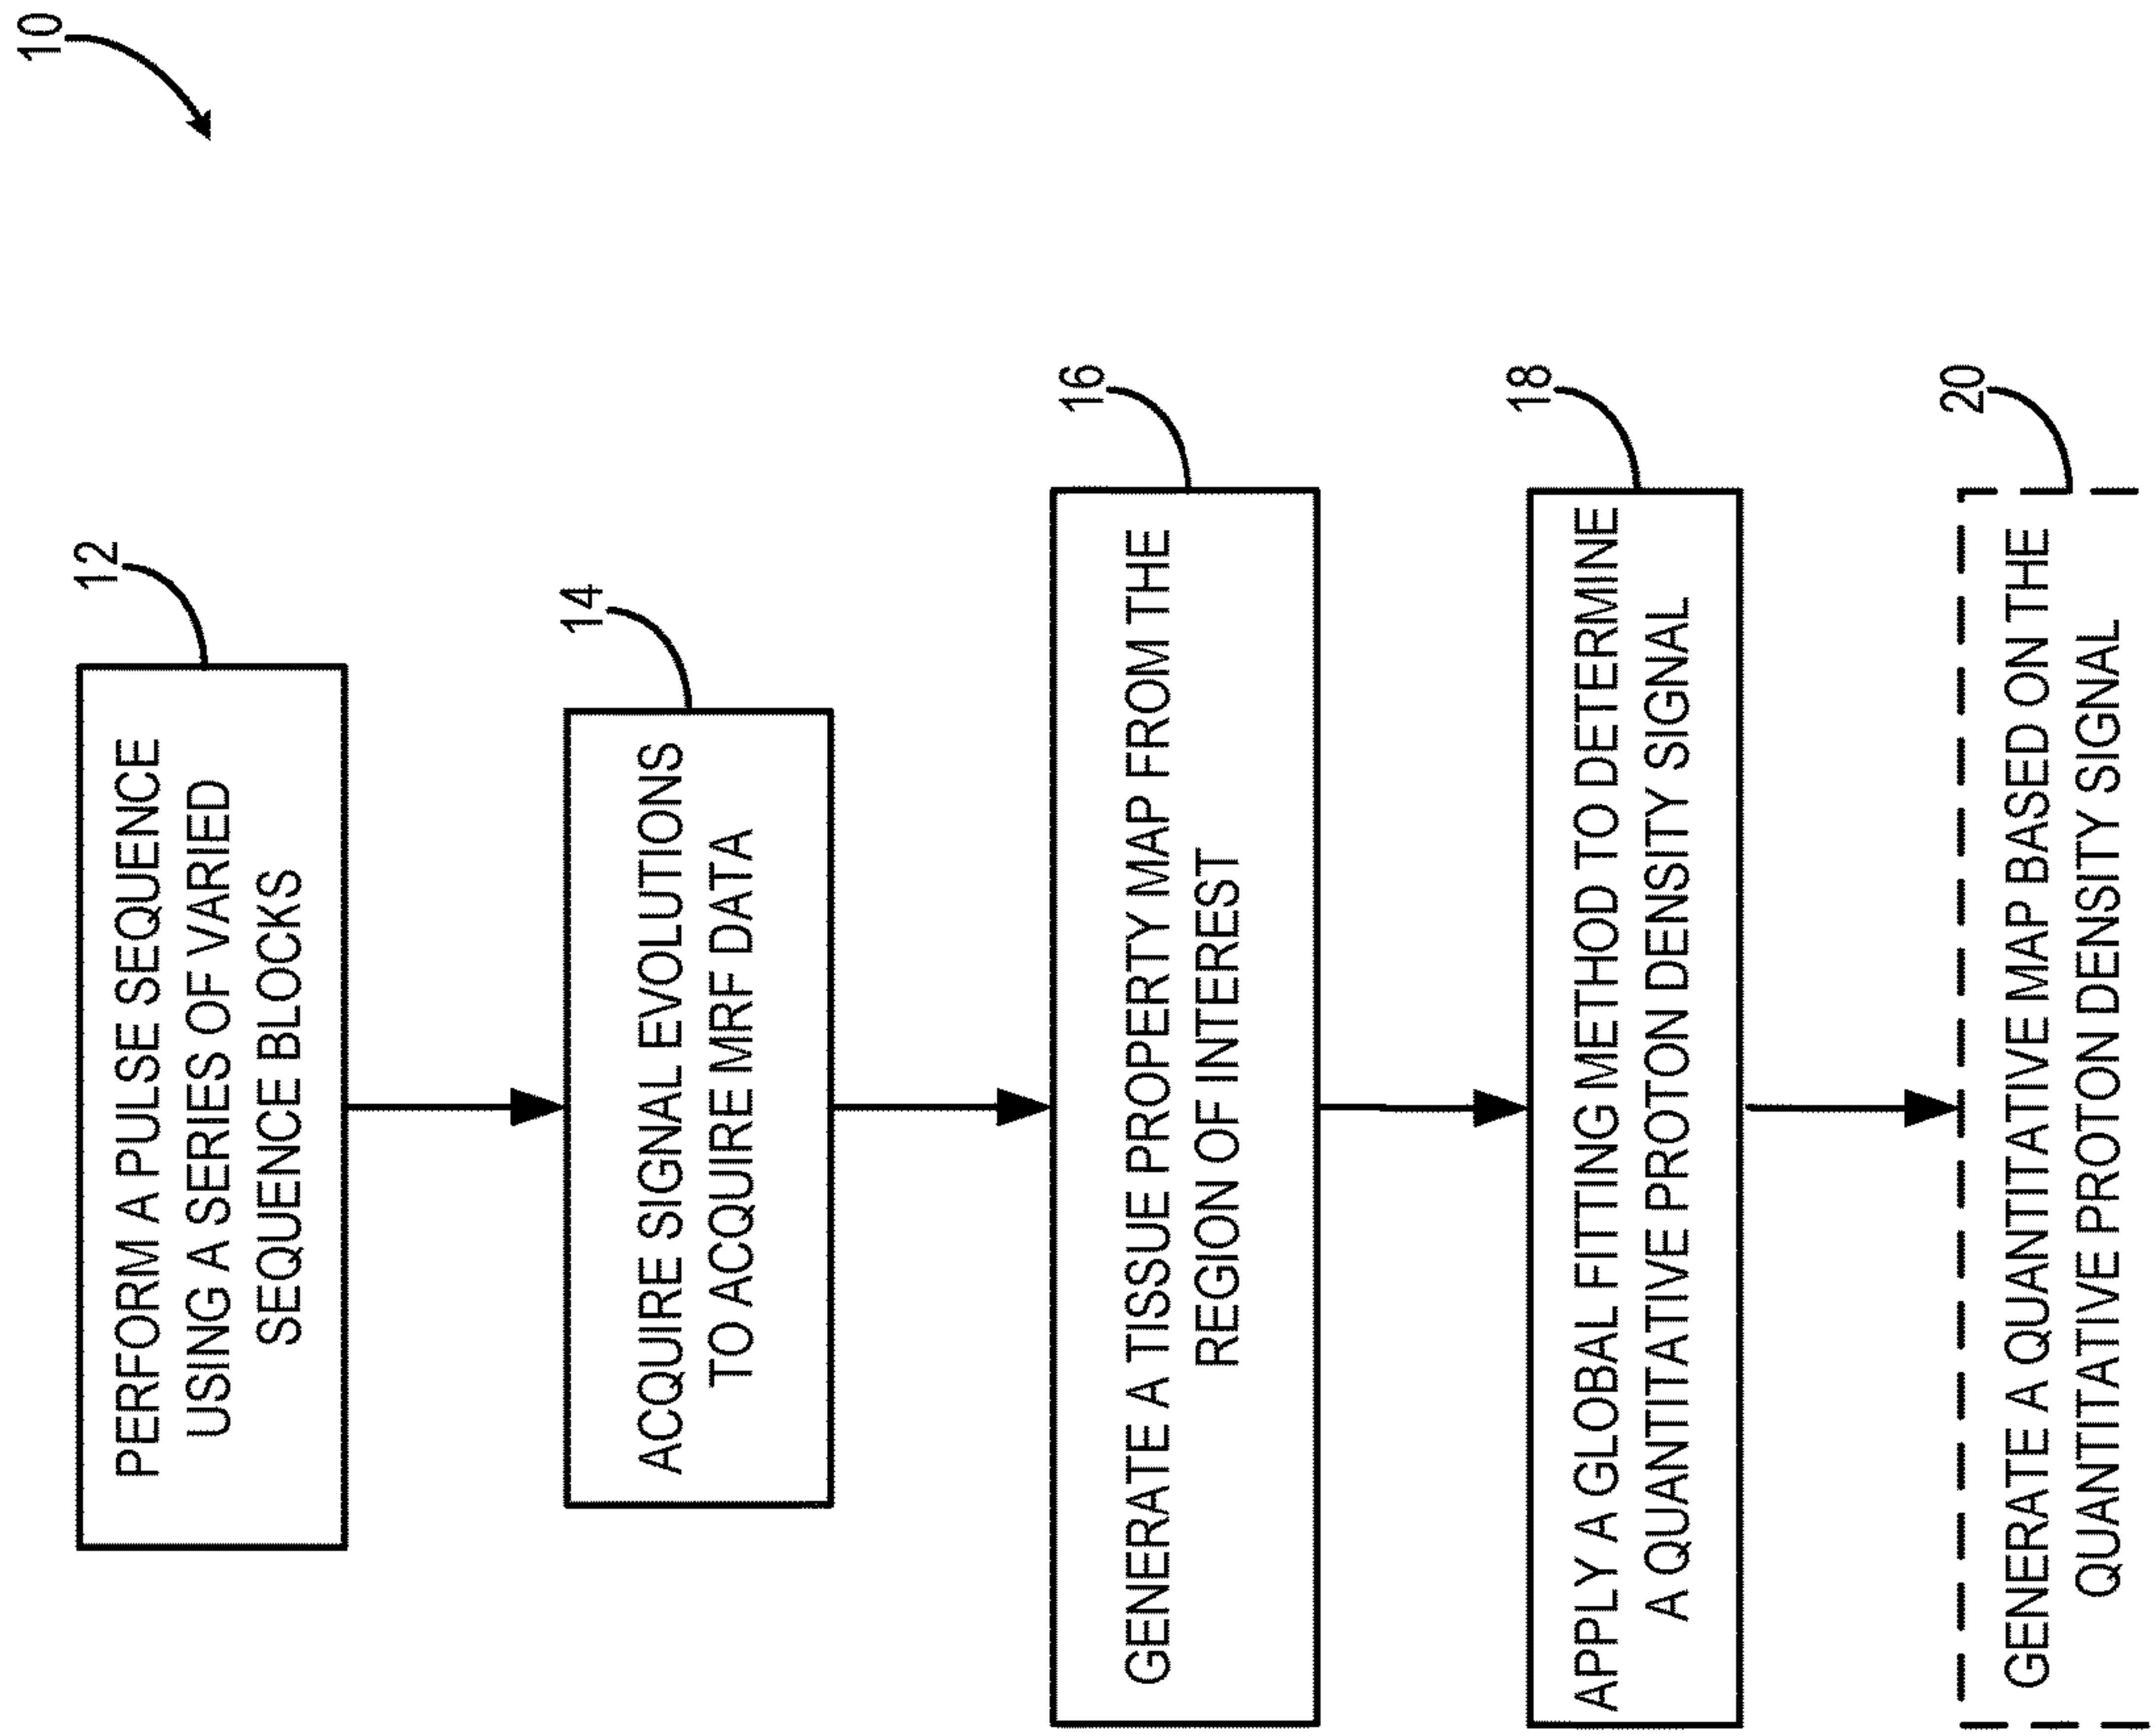 10
12
PERFORM A PULSE SEQUENCE
USING A SERIES OF VARIED
SEQUENCE BLOCKS
14
ACQUIRE SIGNAL EVOLUTIONS
TO ACQUIRE MRF DATA
16
GENERATE A TISSUE PROPERTY MAP FROM THE
REGION OF INTEREST
18
APPLY A GLOBAL FITTING METHOD TO DETERMINE
A QUANTITATIVE PROTON DENSITY SIGNAL
20
GENERATE A QUANTITATIVE MAP BASED ON THE
QUANTITATIVE PROTON DENSITY SIGNAL